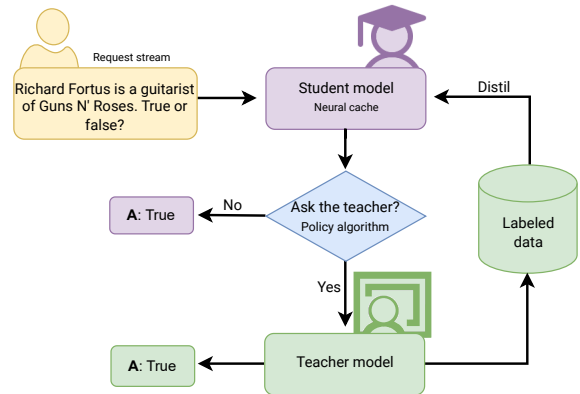 Request stream
Richard Fortus is a guitarist
of Guns N' Roses. True or
false?
Student model
Neural cache
Distil
Ask the teacher?
Policy algorithm
No
A: True
Labeled
data
Yes
Teacher model
A: True